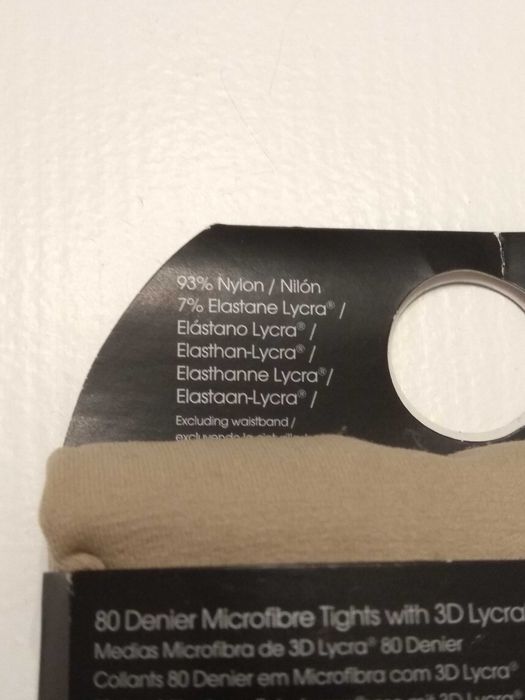 93% Nylon / Nilón
7% Elastane Lycra® /
Elástano Lycra® /
Elasthan-Lycra® /
Elasthanne Lycra®/
Elastaan-Lycra® /
Excluding waistband /
excluyendo la
80 Denier Microfibre Tights with 3D Lycra
Medias Microfibra de 3D Lycra® 80 Denier
Collants 80 Denier em Microfibra com 3D Lycra®